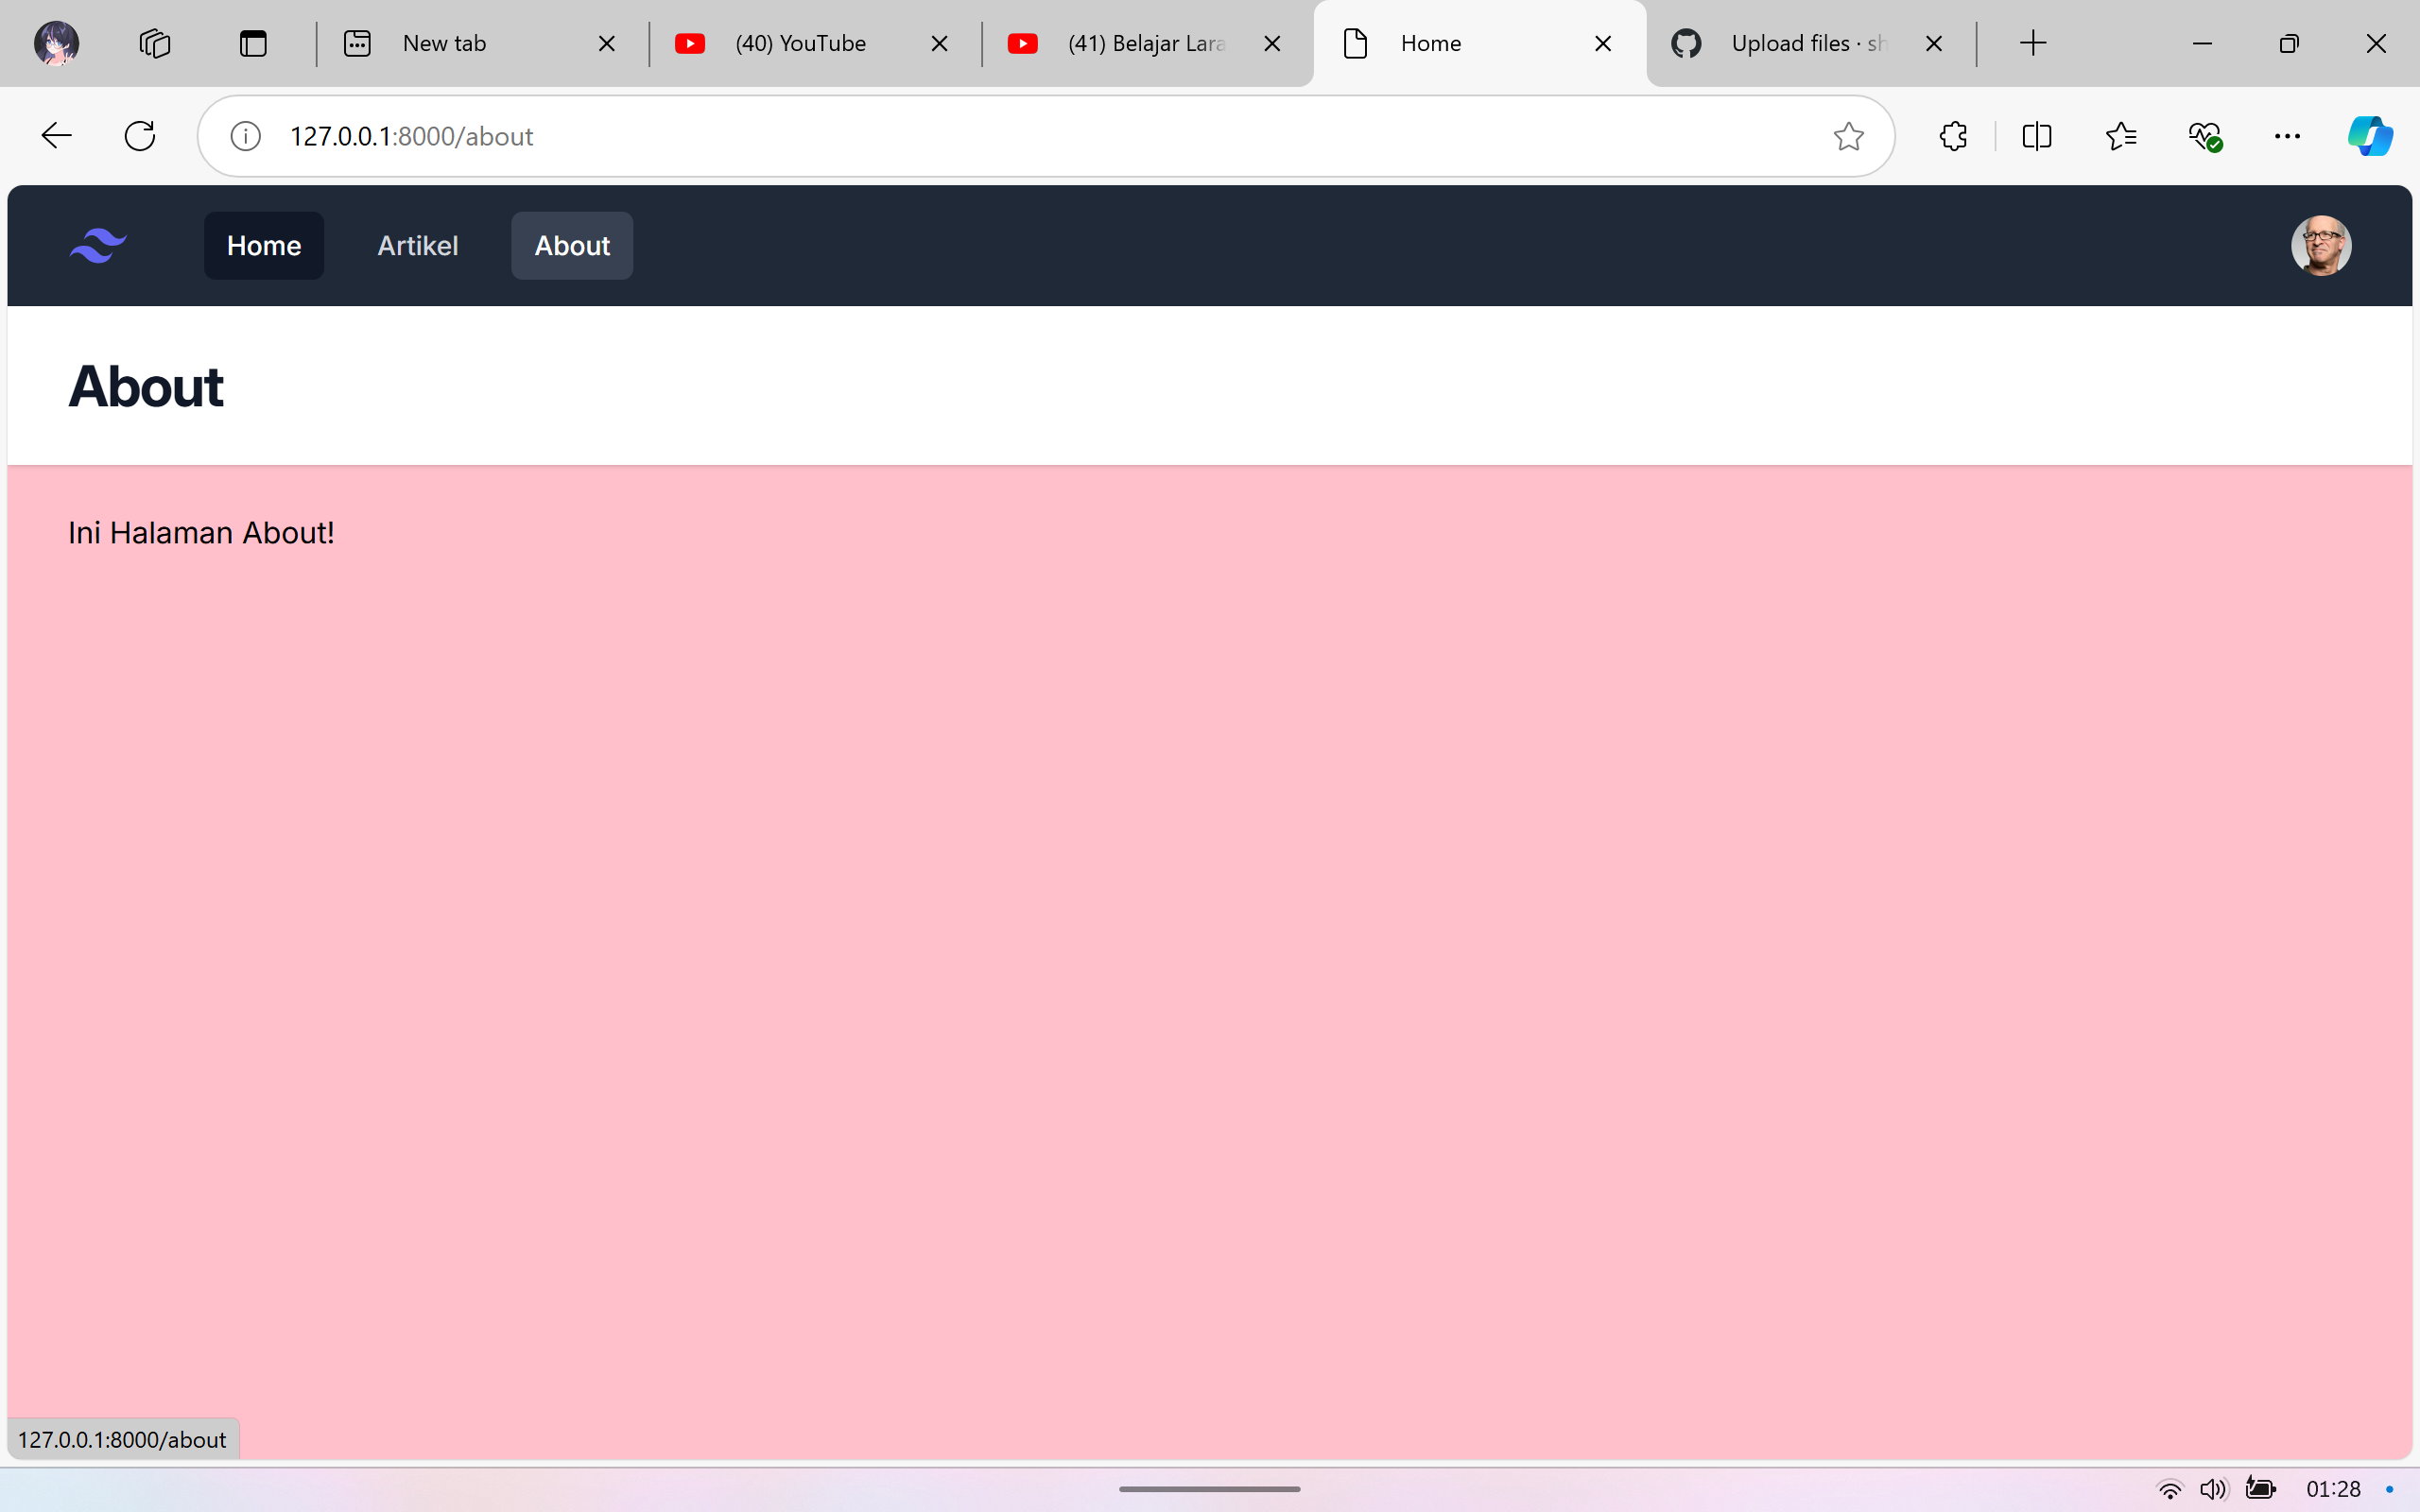 New tab
(40) YouTube
(41) Belajar Lara
Home
Upload files · sh
127.0.0.1:8000/about
Home
Artikel
About
About
Ini Halaman About!
127.0.0.1:8000/about
01:28